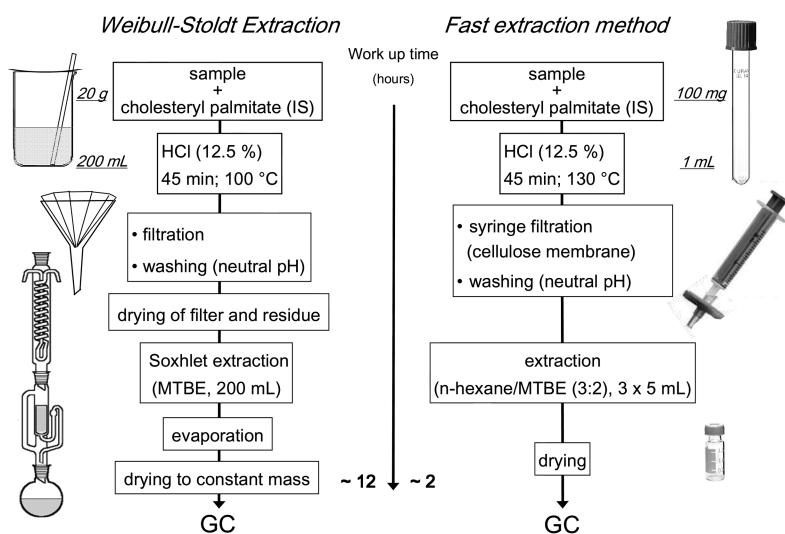 Weibull-Stoldt Extraction
Fast extraction method
Work up time
(hours)
20 g
200 mL
sample
+
cholesteryl palmitate (IS)
HCl (12.5 %)
45 min; 100 °C
• filtration
• washing (neutral pH)
drying of filter and residue
Soxhlet extraction
(MTBE, 200 mL)
evaporation
drying to constant mass
GC
~ 12
~ 2
sample
+
cholesteryl palmitate (IS)
100 mg
1 mL
HCl (12.5 %)
45 min; 130 °C
• syringe filtration
(cellulose membrane)
• washing (neutral pH)
extraction
(n-hexane/MTBE (3:2), 3 x 5 mL)
drying
GC